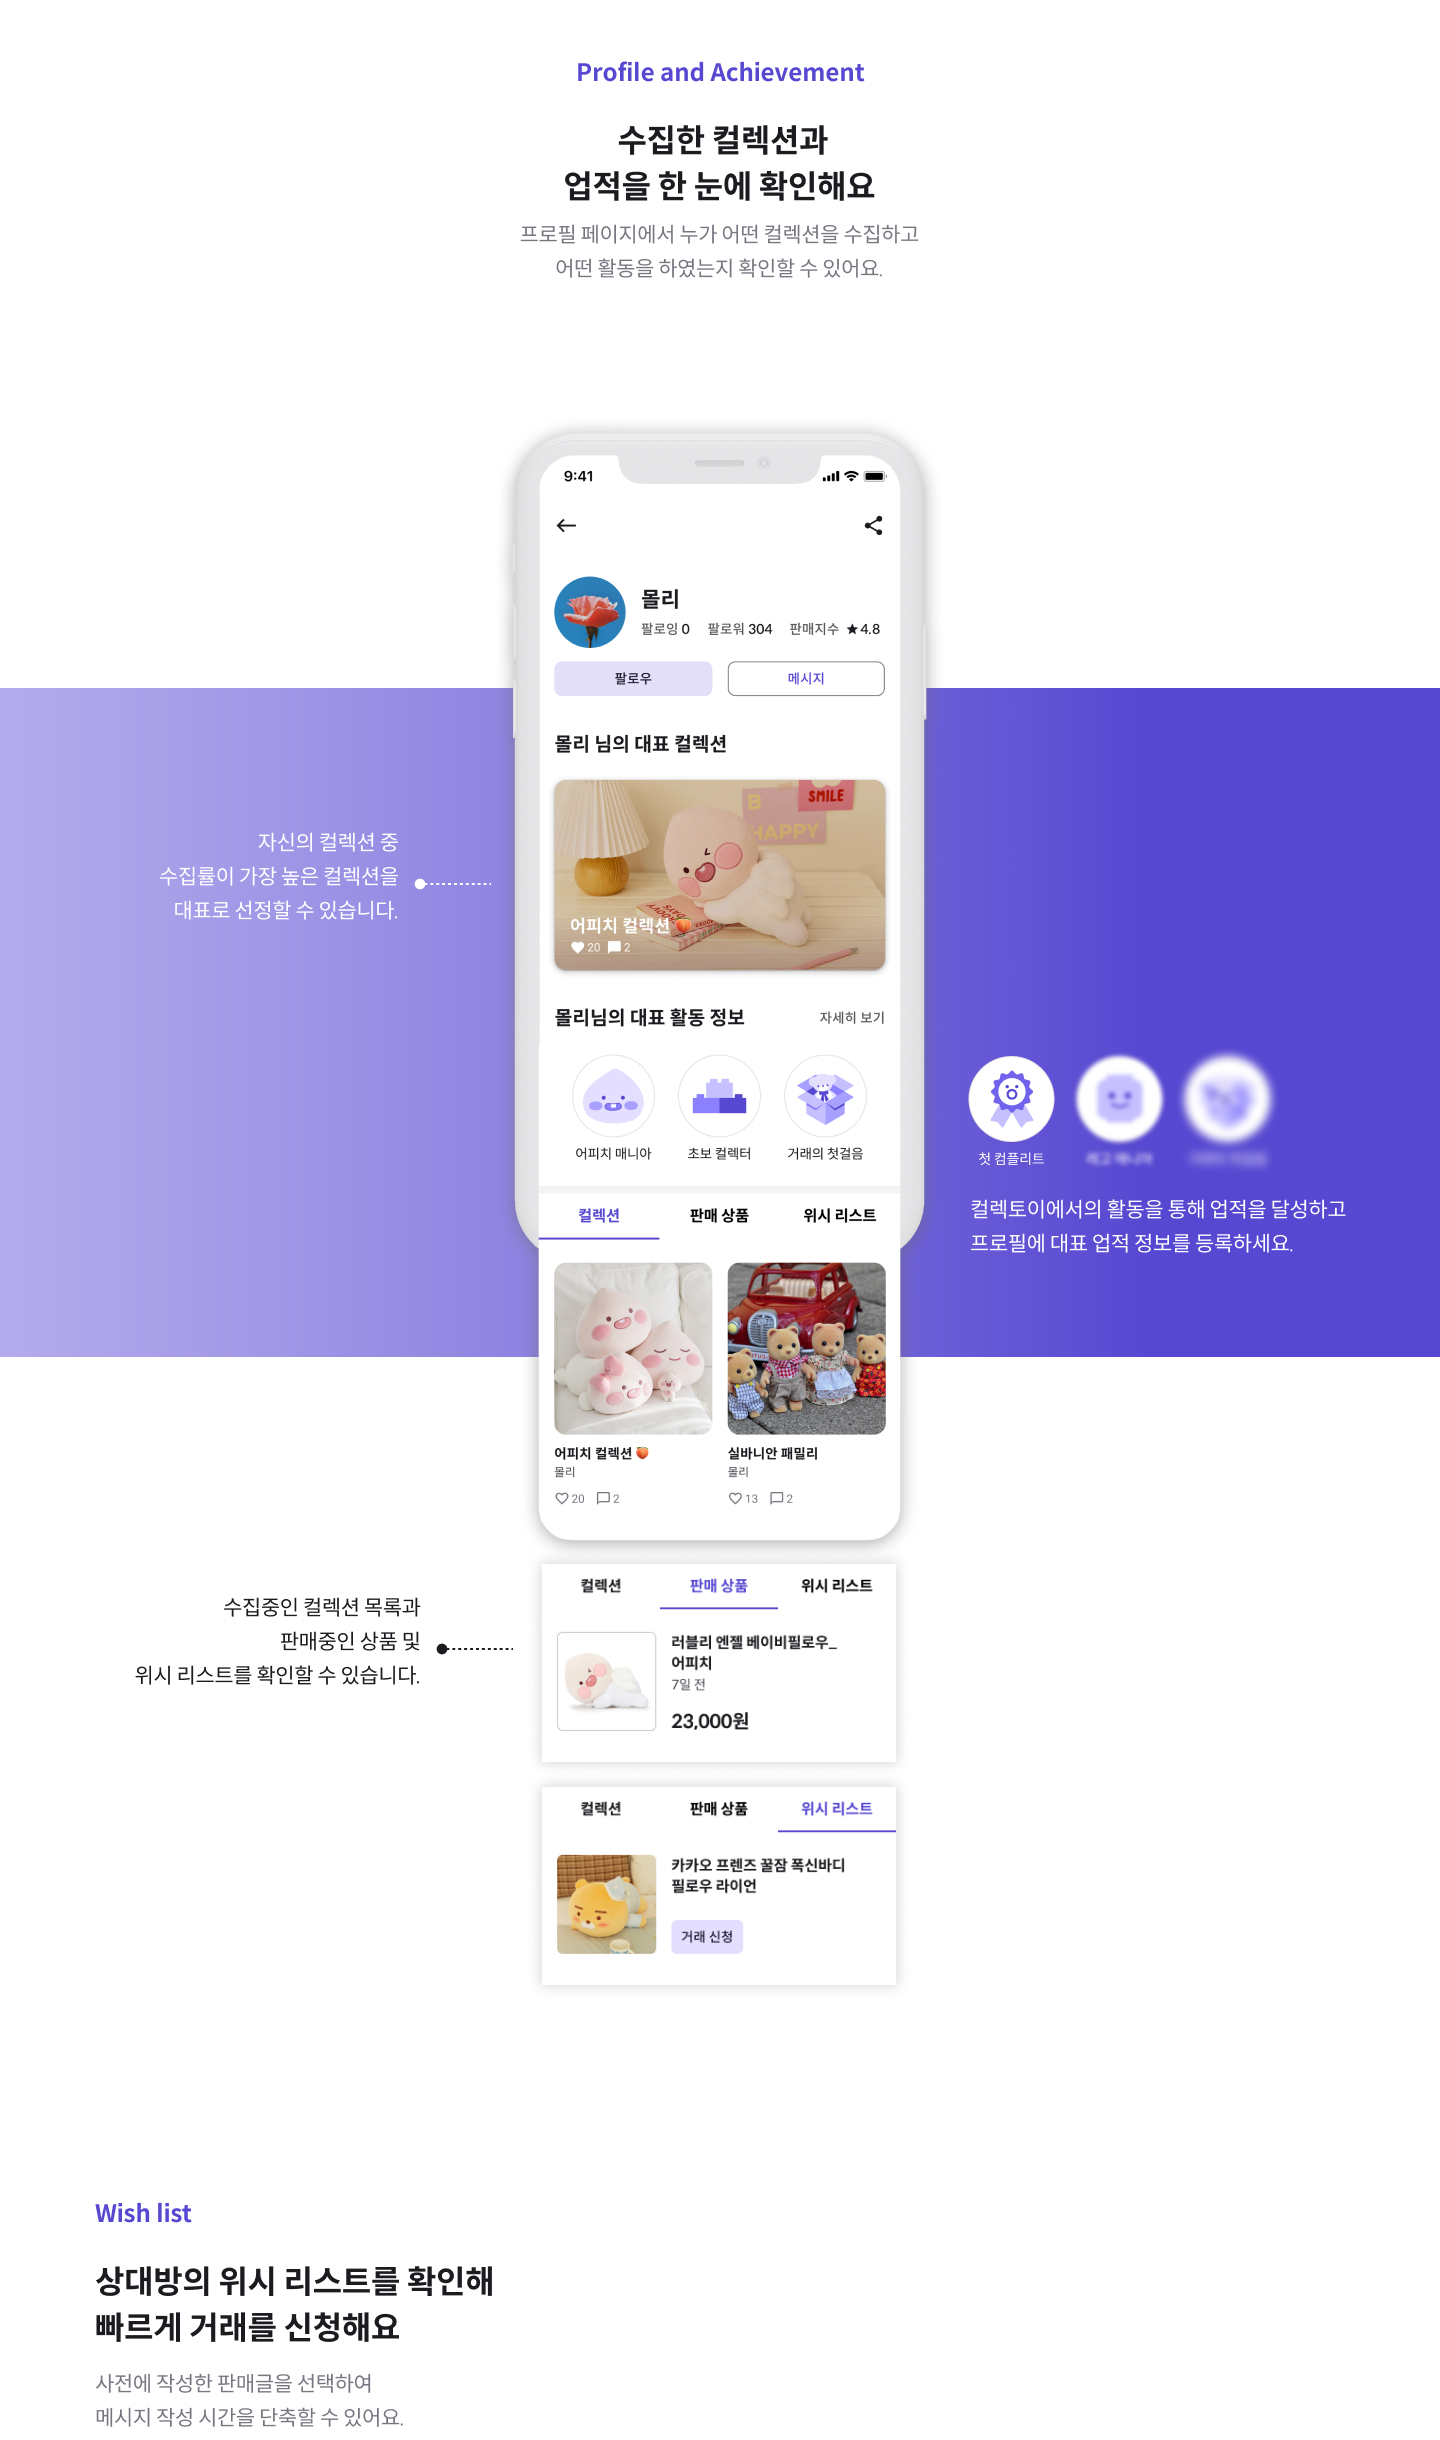 Profile and Achievement
수집한 컬렉션과
업적을 한 눈에 확인해요
프로필 페이지에서 누가 어떤 컬렉션을 수집하고
어떤 활동을 하였는지 확인할 수 있어요.
9:41
몰리
팔로잉 0 팔로워 304 판매지수 ★4.8
팔로우 메시지
몰리 님의 대표 컬렉션
B
HAPPY
SMILE
자신의 컬렉션 중
수집률이 가장 높은 컬렉션을
대표로 선정할 수 있습니다.
어피치 컬렉션 🍑
20 2
몰리님의 대표 활동 정보 자세히 보기
어피치 매니아 초보 컬렉터 거래의 첫걸음
첫 컴플리트
레고 매니아
컬렉토이에서의 활동을 통해 업적을 달성하고
프로필에 대표 업적 정보를 등록하세요.
컬렉션 판매 상품 위시 리스트
어피치 컬렉션 🍑
몰리
20 2
실바니안 패밀리
몰리
13 2
수집중인 컬렉션 목록과
판매중인 상품 및
위시 리스트를 확인할 수 있습니다.
컬렉션 판매 상품 위시 리스트
러블리 엔젤 베이비필로우_
어피치
7일 전
23,000원
컬렉션 판매 상품 위시 리스트
카카오 프렌즈 꿀잠 폭신바디
필로우 라이언
거래 신청
Wish list
상대방의 위시 리스트를 확인해
빠르게 거래를 신청해요
사전에 작성한 판매글을 선택하여
메시지 작성 시간을 단축할 수 있어요.